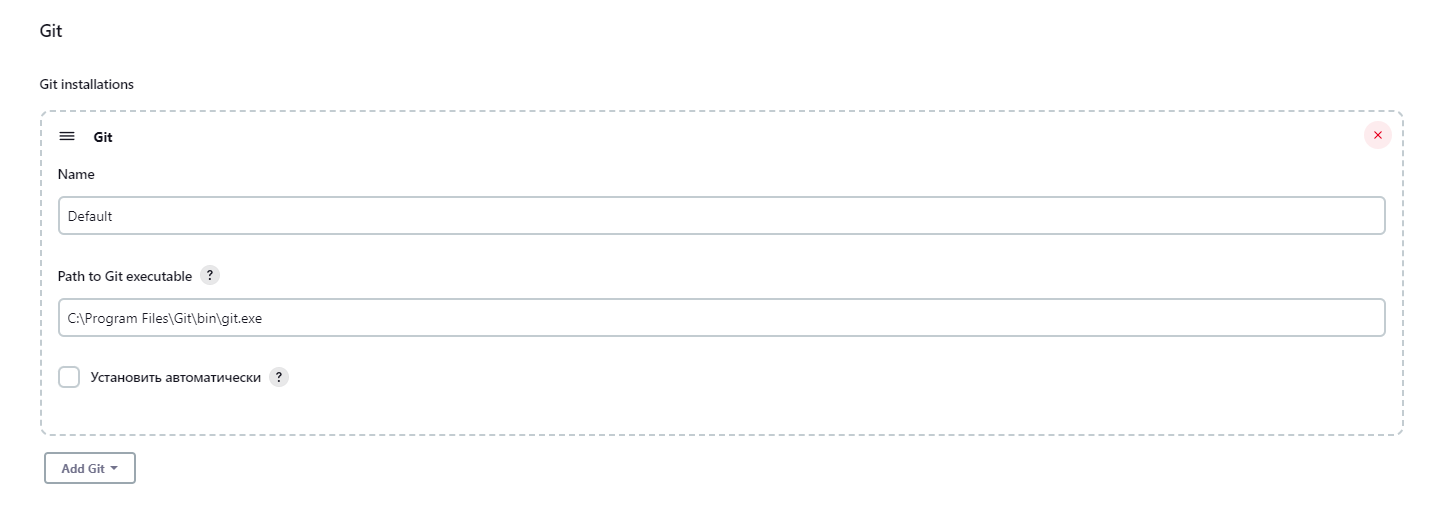 Git
Git installations
Git
Name
Default
Path to Git executable ?
C:\Program Files\Git\bin\git.exe
Установить автоматически ?
Add Git